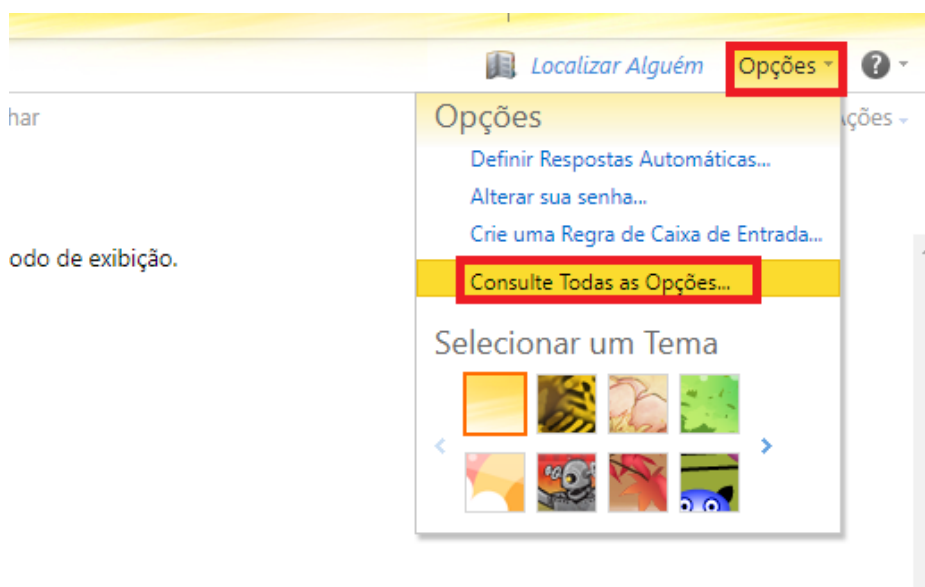 Localizar Alguém Opções ?
har
Opções
ções
Definir Respostas Automáticas...
Alterar sua senha...
Crie uma Regra de Caixa de Entrada...
odo de exibição.
Consulte Todas as Opções...
Selecionar um Tema